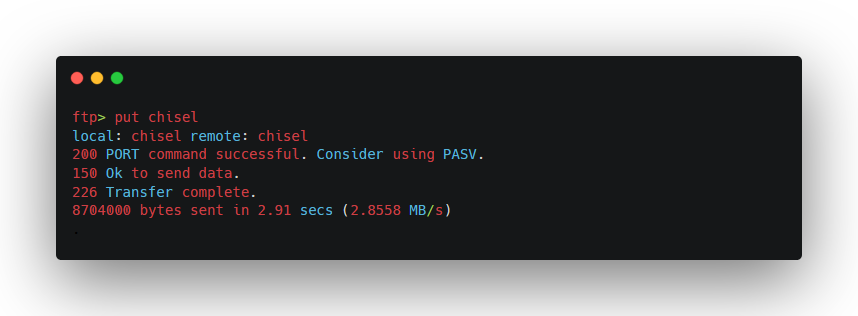 ftp> put chisel
local: chisel remote: chisel
200 PORT command successful. Consider using PASV.
150 Ok to send data.
226 Transfer complete.
8704000 bytes sent in 2.91 secs (2.8558 MB/s)
.